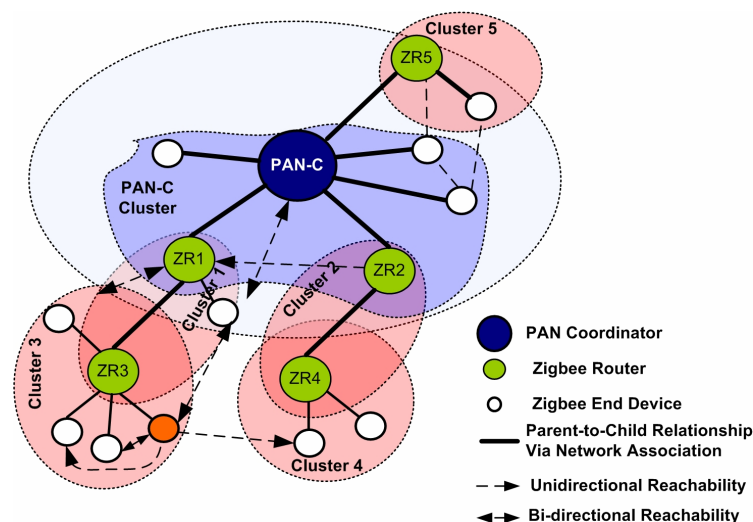 Cluster 5
ZR5
PAN-C
PAN-C
Cluster
ZR1
Cluster 1
Cluster 2
ZR2
Cluster 3
ZR3
ZR4
Cluster 4
PAN Coordinator
Zigbee Router
Zigbee End Device
Parent-to-Child Relationship
Via Network Association
Unidirectional Reachability
Bi-directional Reachability